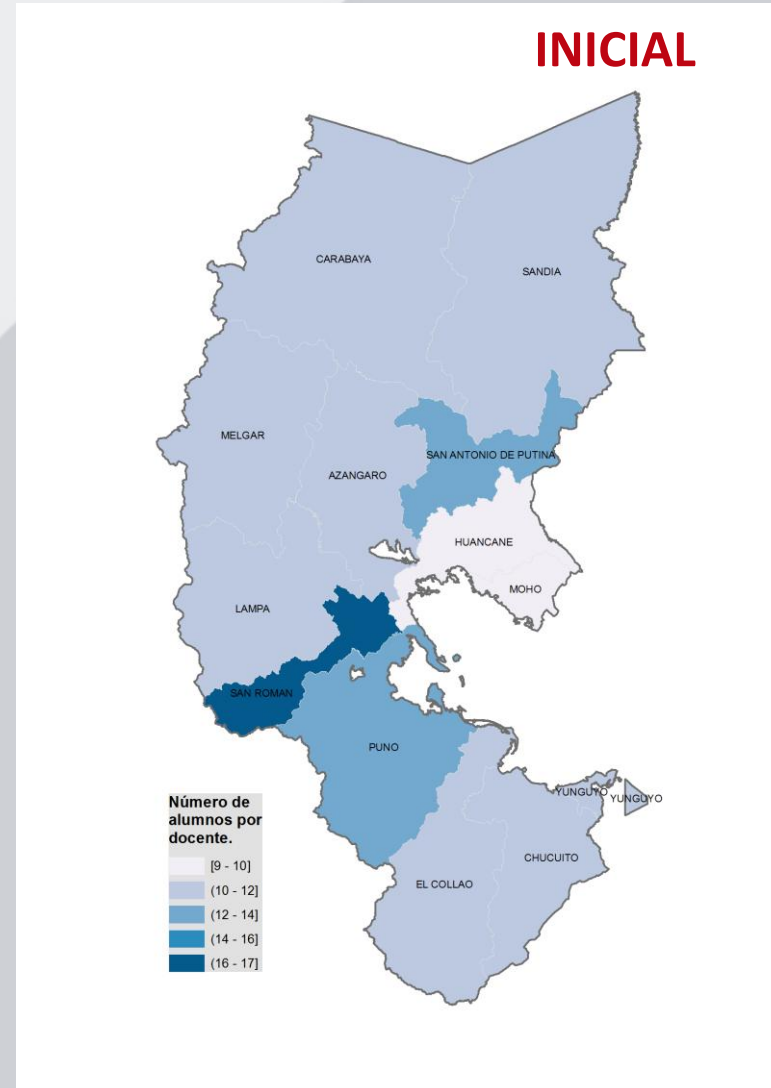 INICIAL
CARABAYA
SANDIA
MELGAR
SAN ANTONIO DE PUTINA
AZANGARO
HUANCANE
MOHO
LAMPA
SAN ROMAN
PUNO
YUNGUYO
YUNGUYO
CHUCUITO
EL COLLAO
Número de
alumnos por
docente.
[9 - 10]
(10 - 12]
(12 - 14]
(14 - 16]
(16 - 17]